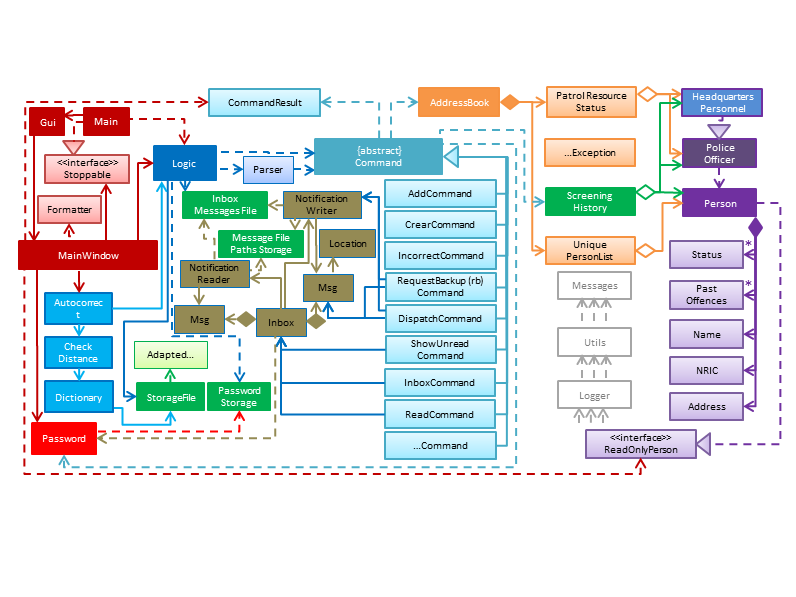 CommandResult
AddressBook
Patrol Resource
Status
Headquarters
Personnel
Gui
Main
<<interface>>
Stoppable
Logic
Parser
{abstract}
Command
...Exception
Police
Officer
Formatter
Inbox
MessagesFile
Notification
Writer
AddCommand
Screening
History
Person
CrearCommand
Message File
Paths Storage
Location
MainWindow
IncorrectCommand
Unique
PersonList
Status
*
Notification
Reader
Msg
RequestBackup (rb)
Command
Messages
Past
Offences
*
Autocorrec
t
Msg
Inbox
DispatchCommand
Name
Check
Distance
Adapted...
ShowUnread
Command
Utils
NRIC
Dictionary
StorageFile
Password
Storage
InboxCommand
Logger
Address
ReadCommand
Password
...Command
<<interface>>
ReadOnlyPerson